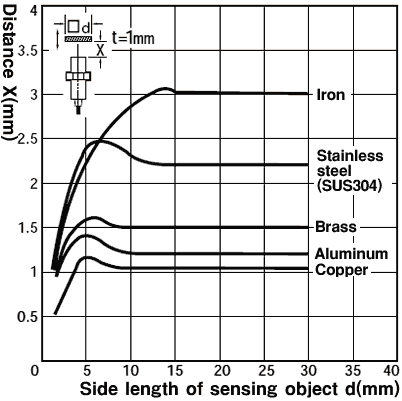 Distance X(mm)
4
3.5
3
2.5
2
1.5
1
0.5
d
t=1mm
X
Iron
Stainless
steel
(SUS304)
Brass
Aluminum
Copper
0 5 10 15 20 25 30 35 40
Side length of sensing object d(mm)